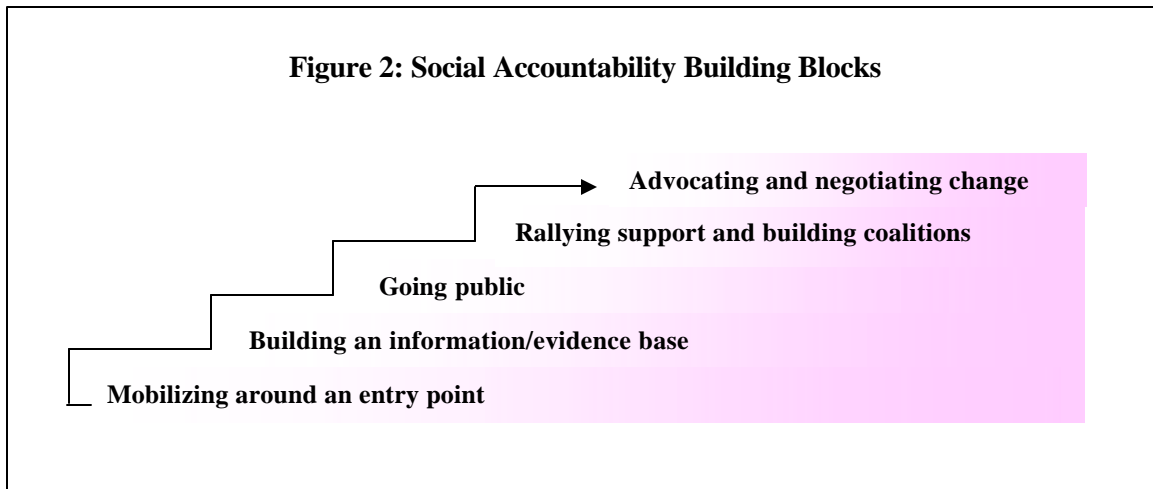 Figure 2: Social Accountability Building Blocks
Advocating and negotiating change
Rallying support and building coalitions
Going public
Building an information/evidence base
Mobilizing around an entry point